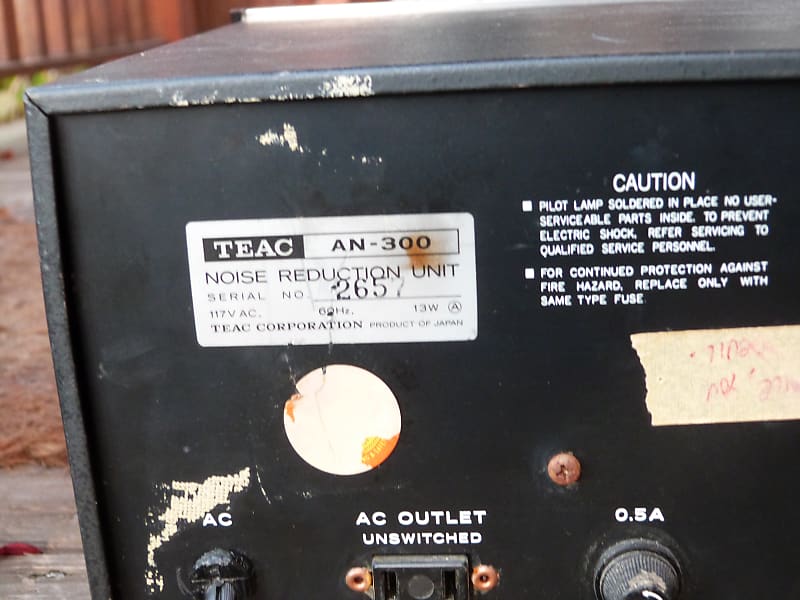 CAUTION
■ PILOT LAMP SOLDERED IN PLACE NO USER-
SERVICEABLE PARTS INSIDE. TO PREVENT
ELECTRIC SHOCK, REFER SERVICING TO
QUALIFIED SERVICE PERSONNEL.
■ FOR CONTINUED PROTECTION AGAINST
FIRE HAZARD, REPLACE ONLY WITH
SAME TYPE FUSE.
TEAC AN-300
NOISE REDUCTION UNIT
SERIAL NO. 2657
117V AC. 60Hz. 13W Ⓐ
TEAC CORPORATION PRODUCT OF JAPAN
AC
AC OUTLET
UNSWITCHED
0.5A